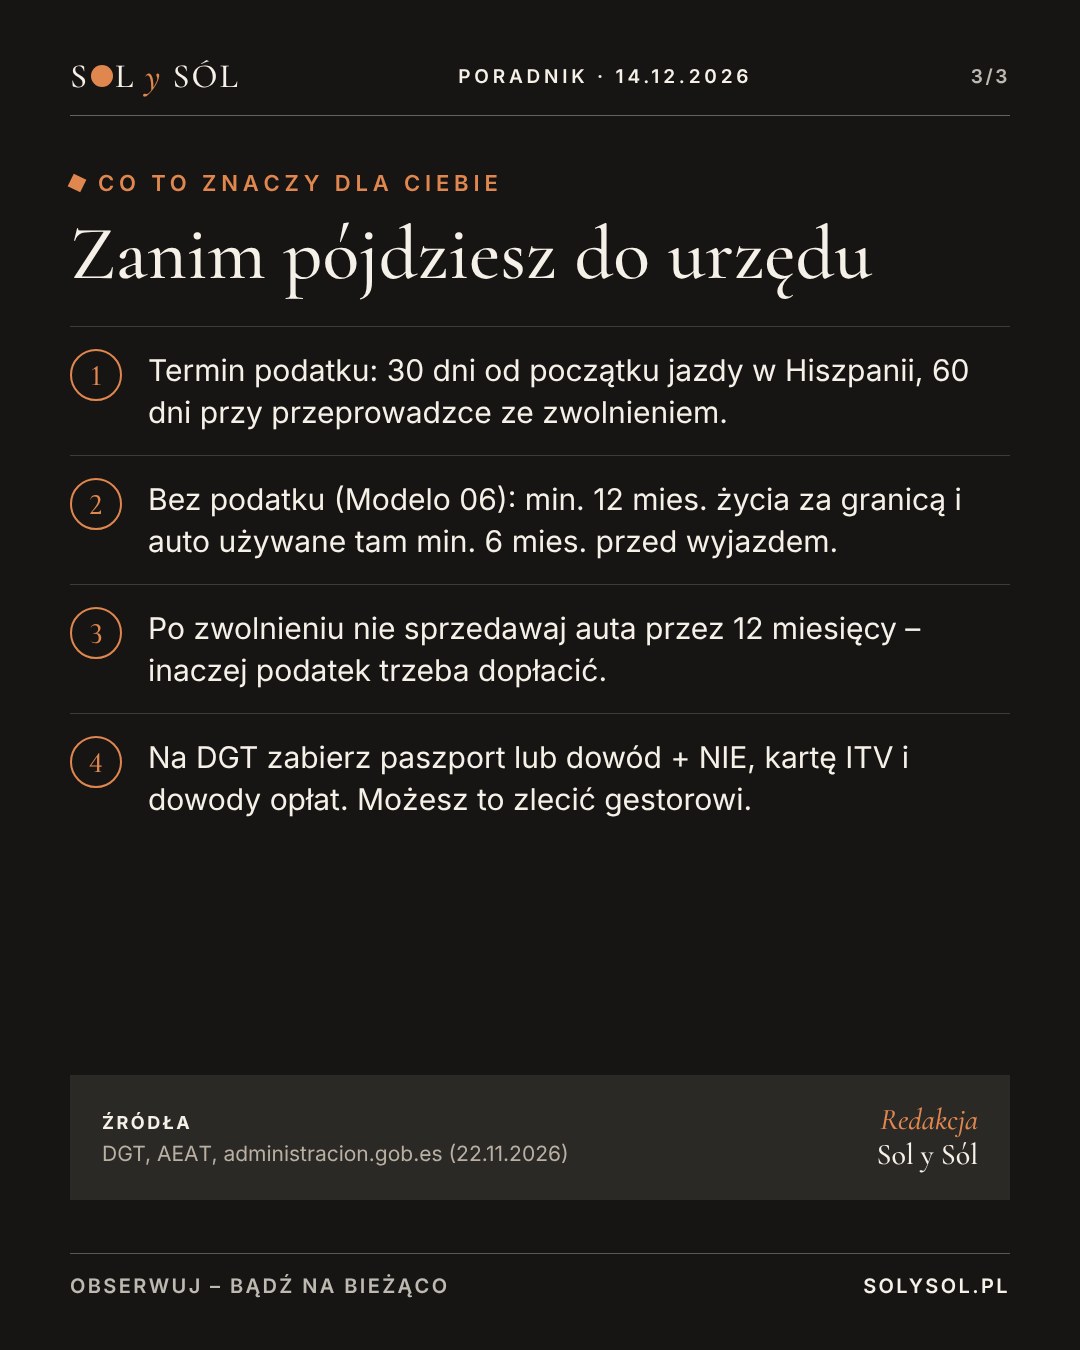 SOL y SÓL
PORADNIK · 14.12.2026
3/3
CO TO ZNACZY DLA CIEBIE
Zanim pójdziesz do urzędu
1
Termin podatku: 30 dni od początku jazdy w Hiszpanii, 60
dni przy przeprowadzce ze zwolnieniem.
2
Bez podatku (Modelo 06): min. 12 mies. życia za granicą i
auto używane tam min. 6 mies. przed wyjazdem.
3
Po zwolnieniu nie sprzedawaj auta przez 12 miesięcy –
inaczej podatek trzeba dopłacić.
4
Na DGT zabierz paszport lub dowód + NIE, kartę ITV i
dowody opłat. Możesz to zlecić gestorowi.
ŹRÓDŁA
DGT, AEAT, administracion.gob.es (22.11.2026)
Redakcja
Sol y Sól
OBSERWUJ – BĄDŹ NA BIEŻĄCO
SOLYSOL.PL